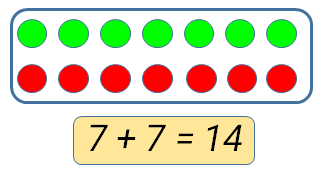 7 + 7 = 14